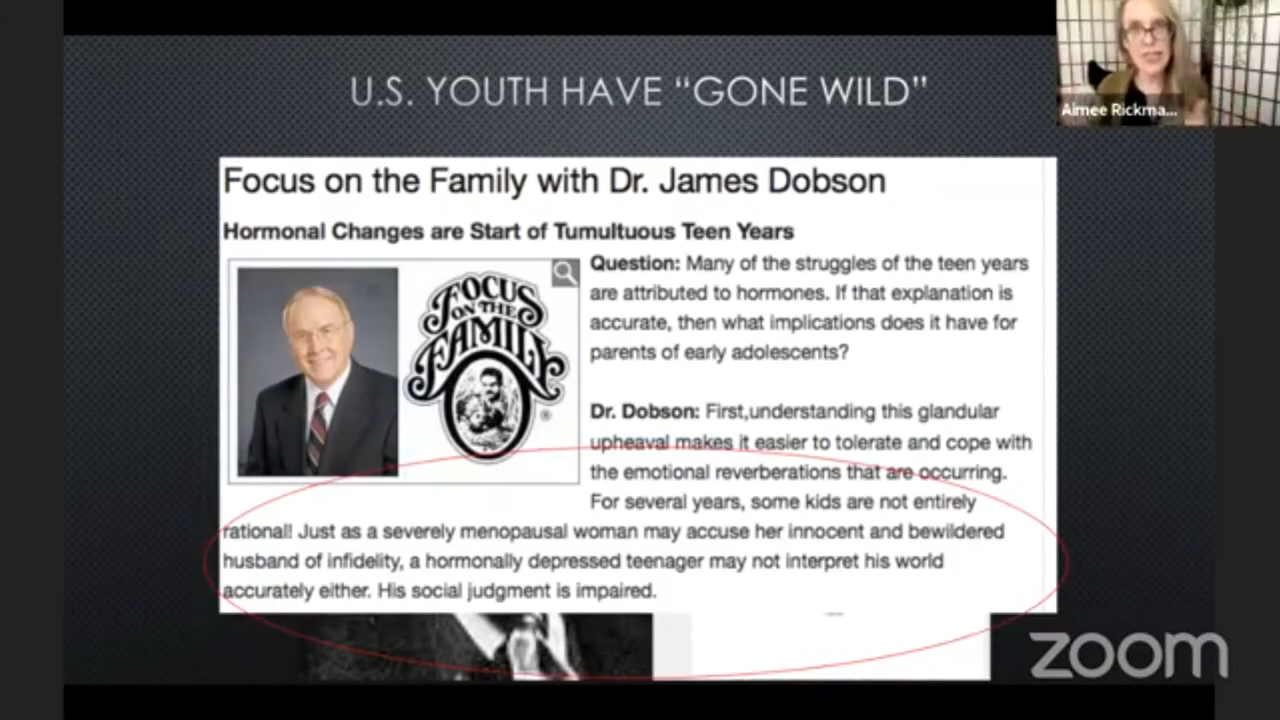 U.S. YOUTH HAVE “GONE WILD”
Aimee Rickma...
Focus on the Family with Dr. James Dobson
Hormonal Changes are Start of Tumultuous Teen Years
FOCUS
ON THE
FAMILY
®
Question: Many of the struggles of the teen years
are attributed to hormones. If that explanation is
accurate, then what implications does it have for
parents of early adolescents?
Dr. Dobson: First,understanding this glandular
upheaval makes it easier to tolerate and cope with
the emotional reverberations that are occurring.
For several years, some kids are not entirely
rational! Just as a severely menopausal woman may accuse her innocent and bewildered
husband of infidelity, a hormonally depressed teenager may not interpret his world
accurately either. His social judgment is impaired.
zoom